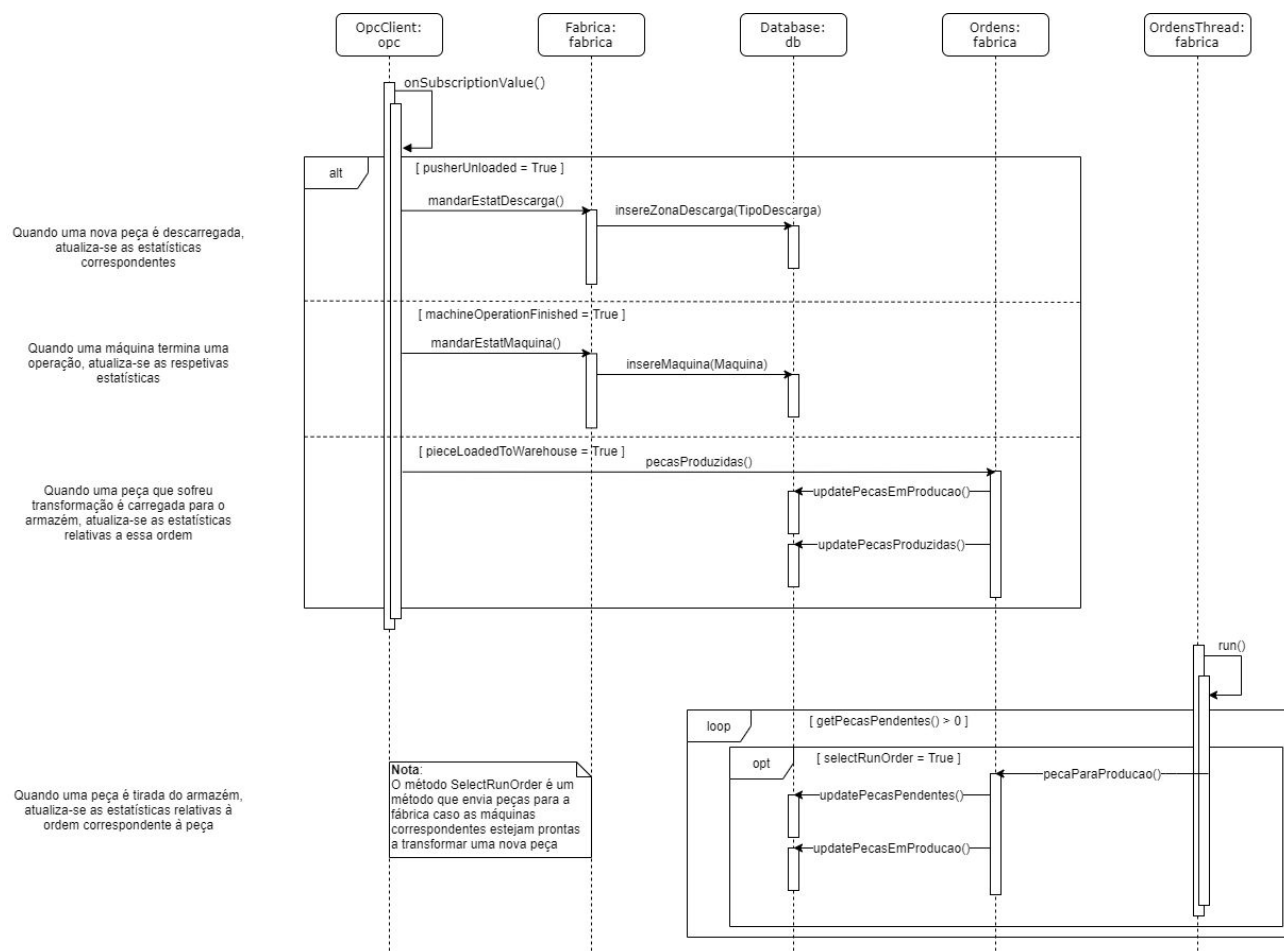 OpcClient:
opc
Fabrica:
fabrica
Database:
db
Ordens:
fabrica
OrdensThread:
fabrica
onSubscriptionValue()
alt
[ pusherUnloaded = True ]
mandarEstatDescarga()
insereZonaDescarga(TipoDescarga)
Quando uma nova peça é descarregada,
atualiza-se as estatísticas
correspondentes
[ machineOperationFinished = True ]
mandarEstatMaquina()
insereMaquina(Maquina)
Quando uma máquina termina uma
operação, atualiza-se as respetivas
estatísticas
[ pieceLoadedToWarehouse = True ]
pecasProduzidas()
updatePecasEmProducao()
updatePecasProduzidas()
Quando uma peça que sofreu
transformação é carregada para o
armazém, atualiza-se as estatísticas
relativas a essa ordem
run()
loop
[ getPecasPendentes() > 0 ]
opt
[ selectRunOrder = True ]
pecaParaProducao()
updatePecasPendentes()
updatePecasEmProducao()
Nota:
O método SelectRunOrder é um
método que envia peças para a
fábrica caso as máquinas
correspondentes estejam prontas
a transformar uma nova peça
Quando uma peça é tirada do armazém,
atualiza-se as estatísticas relativas à
ordem correspondente à peça